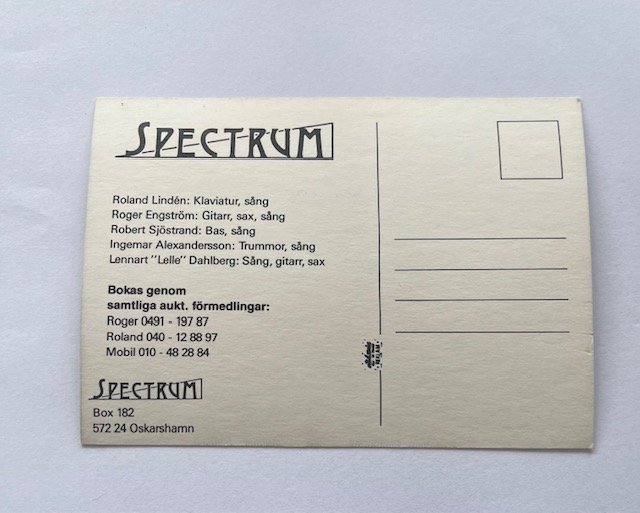 SPECTRUM
Roland Lindén: Klaviatur, sång
Roger Engström: Gitarr, sax, sång
Robert Sjöstrand: Bas, sång
Ingemar Alexandersson: Trummor, sång
Lennart "Lelle" Dahlberg: Sång, gitarr, sax
Bokas genom
samtliga aukt. förmedlingar:
Roger 0491 - 197 87
Roland 040 - 12 88 97
Mobil 010 - 48 28 84
SPECTRUM
Box 182
572 24 Oskarshamn